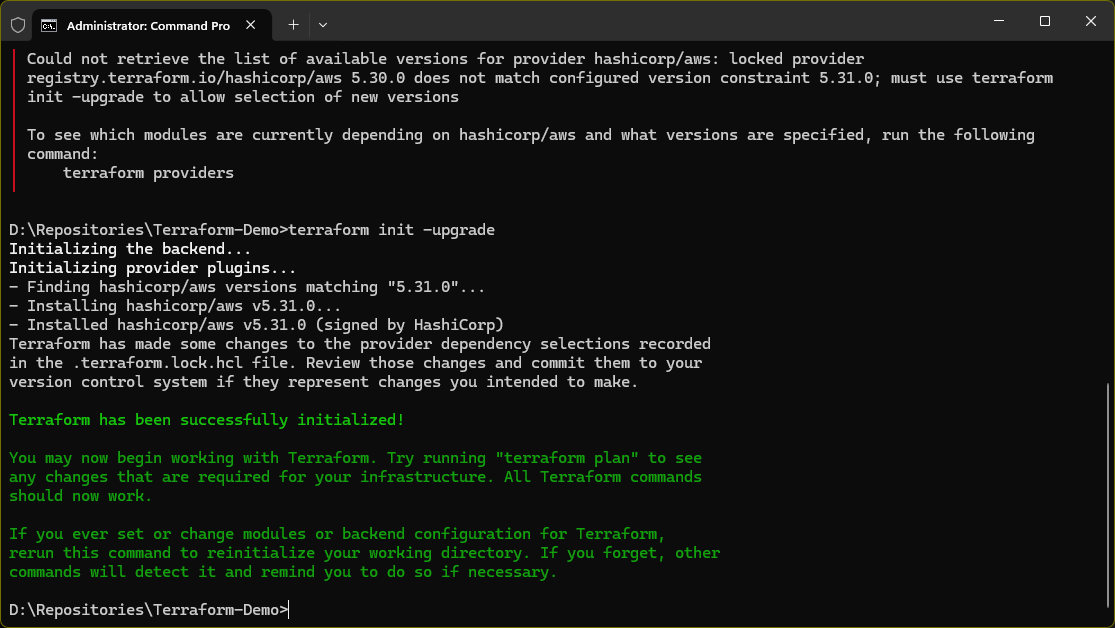 Administrator: Command Pro
Could not retrieve the list of available versions for provider hashicorp/aws: locked provider
registry.terraform.io/hashicorp/aws 5.30.0 does not match configured version constraint 5.31.0; must use terraform
init -upgrade to allow selection of new versions
To see which modules are currently depending on hashicorp/aws and what versions are specified, run the following
command:
terraform providers
D:\Repositories\Terraform-Demo>terraform init -upgrade
Initializing the backend...
Initializing provider plugins...
- Finding hashicorp/aws versions matching "5.31.0"...
- Installing hashicorp/aws v5.31.0...
- Installed hashicorp/aws v5.31.0 (signed by HashiCorp)
Terraform has made some changes to the provider dependency selections recorded
in the .terraform.lock.hcl file. Review those changes and commit them to your
version control system if they represent changes you intended to make.
Terraform has been successfully initialized!
You may now begin working with Terraform. Try running "terraform plan" to see
any changes that are required for your infrastructure. All Terraform commands
should now work.
If you ever set or change modules or backend configuration for Terraform,
rerun this command to reinitialize your working directory. If you forget, other
commands will detect it and remind you to do so if necessary.
D:\Repositories\Terraform-Demo>